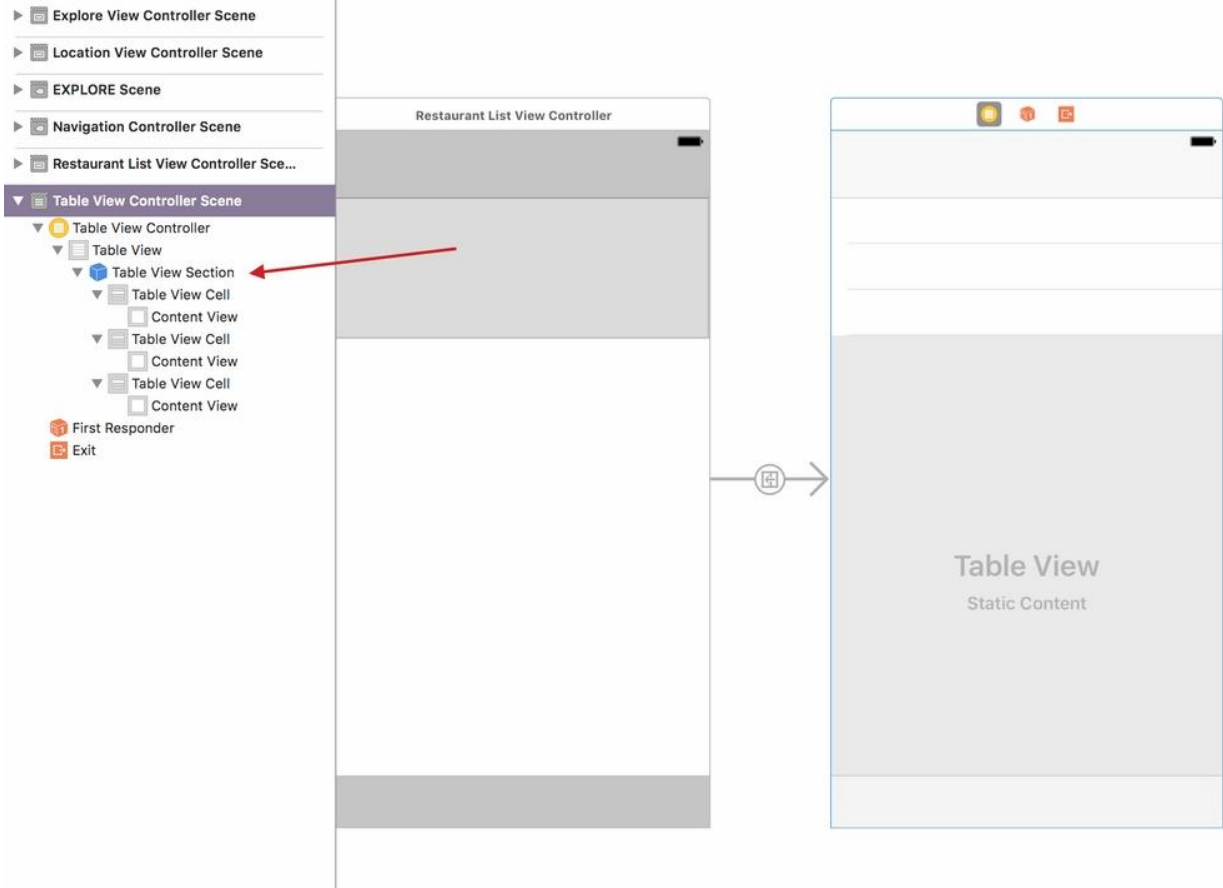 Explore View Controller Scene
Location View Controller Scene
EXPLORE Scene
Navigation Controller Scene
Restaurant List View Controller Sce...
Table View Controller Scene
Table View Controller
Table View
Table View Section
Table View Cell
Content View
Table View Cell
Content View
Table View Cell
Content View
First Responder
Exit
Restaurant List View Controller
Table View
Static Content